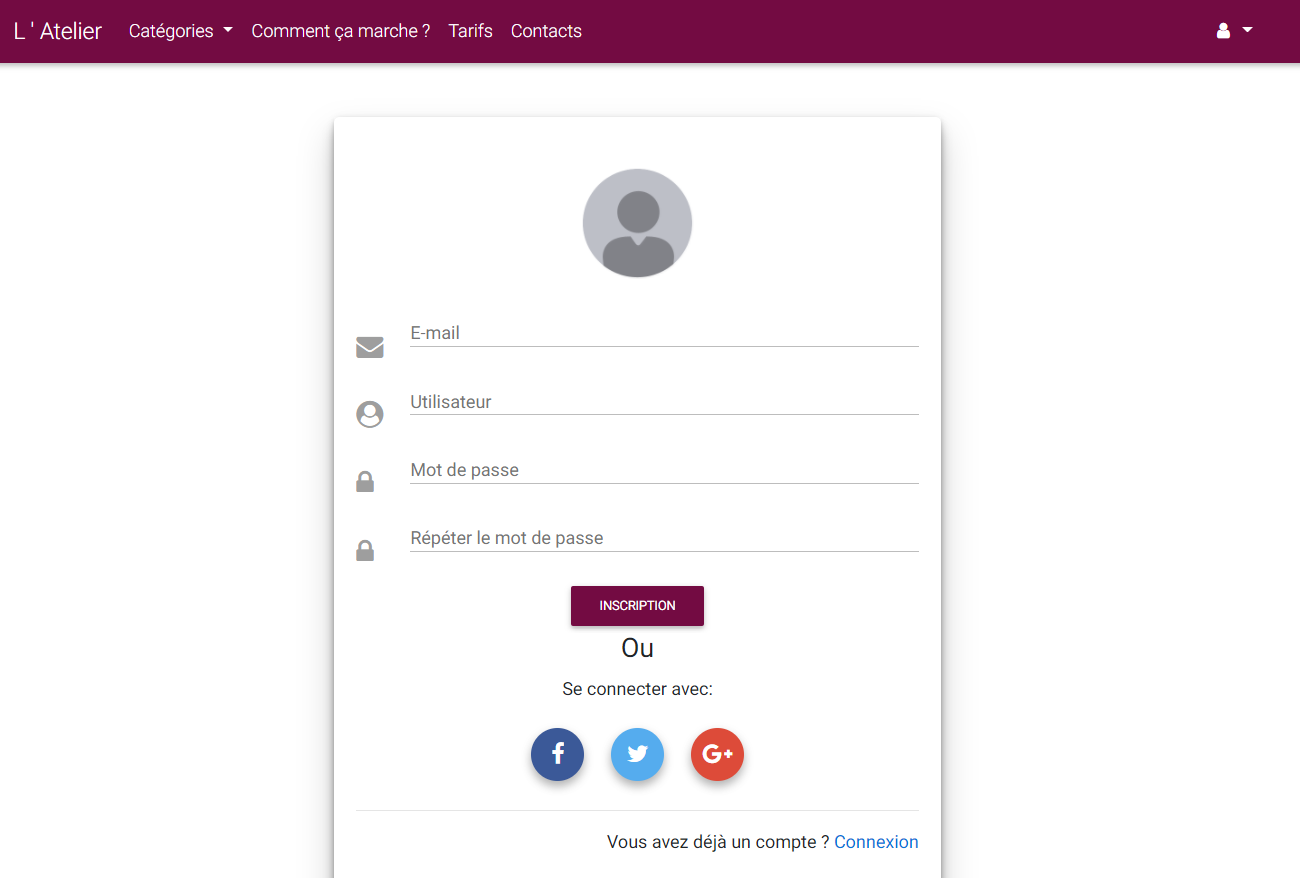 L ' Atelier Catégories Comment ça marche ? Tarifs Contacts
E-mail
Utilisateur
Mot de passe
Répéter le mot de passe
INSCRIPTION
Ou
Se connecter avec:
f G+
Vous avez déjà un compte ? Connexion